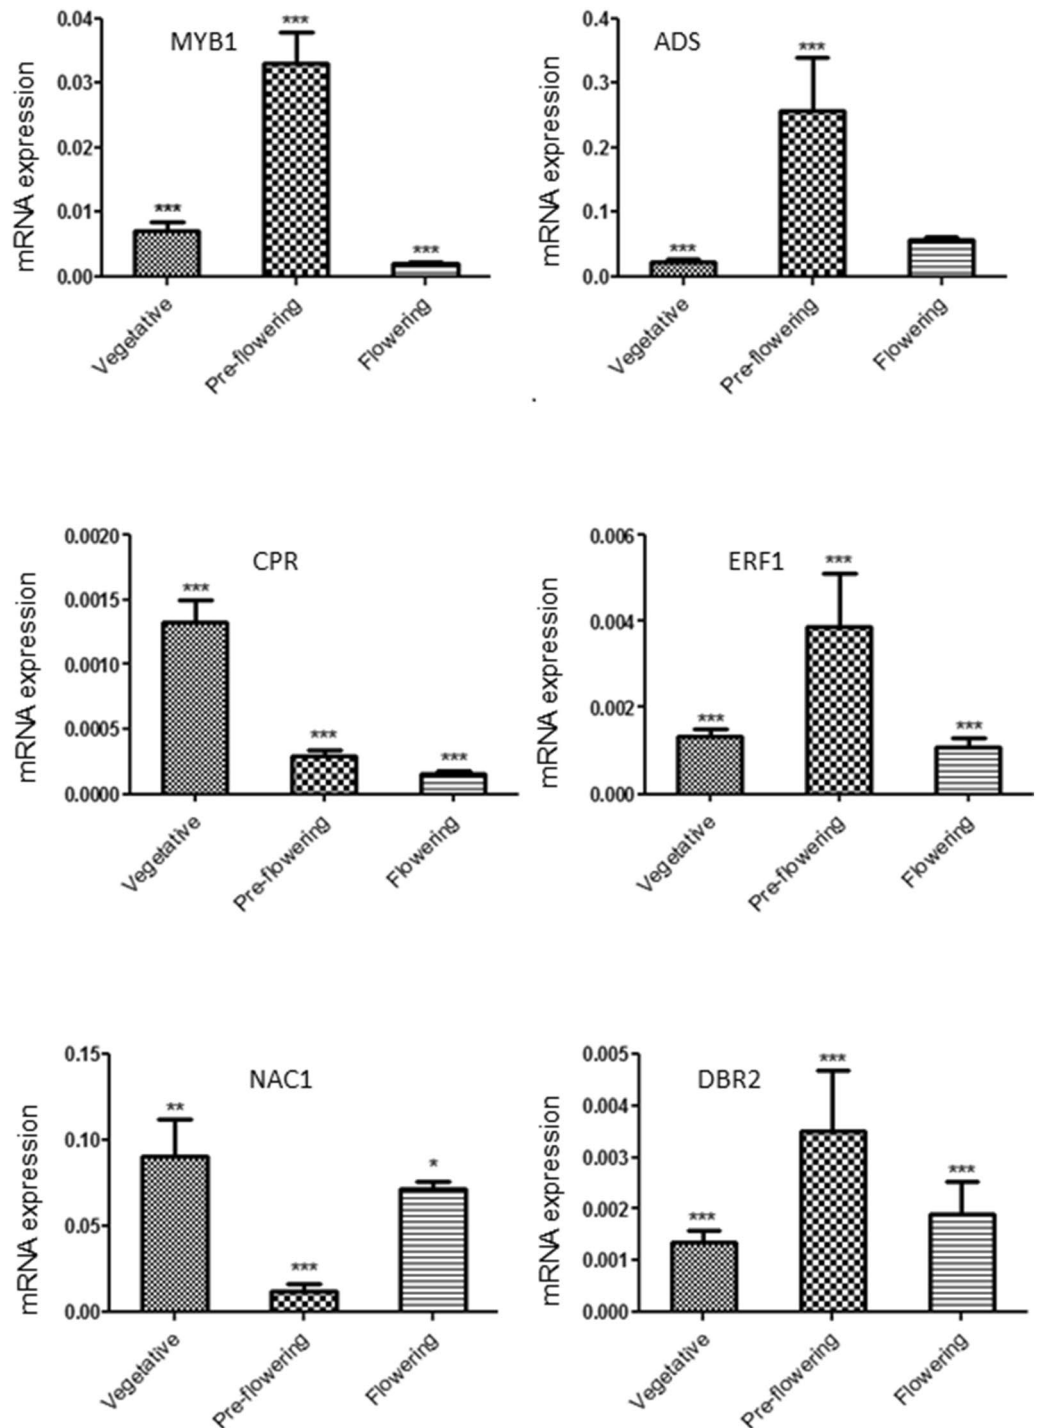 MYB1
mRNA expression
0.04
0.03
0.02
0.01
0.00
***
***
***
Vegetative
Pre-flowering
Flowering
ADS
mRNA expression
0.4
0.3
0.2
0.1
0.0
***
***
Vegetative
Pre-flowering
Flowering
CPR
mRNA expression
0.0020
0.0015
0.0010
0.0005
0.0000
***
***
***
Vegetative
Pre-flowering
Flowering
ERF1
mRNA expression
0.006
0.004
0.002
0.000
***
***
***
Vegetative
Pre-flowering
Flowering
NAC1
mRNA expression
0.15
0.10
0.05
0.00
**
***
*
Vegetative
Pre-flowering
Flowering
DBR2
mRNA expression
0.005
0.004
0.003
0.002
0.001
0.000
***
***
***
Vegetative
Pre-flowering
Flowering